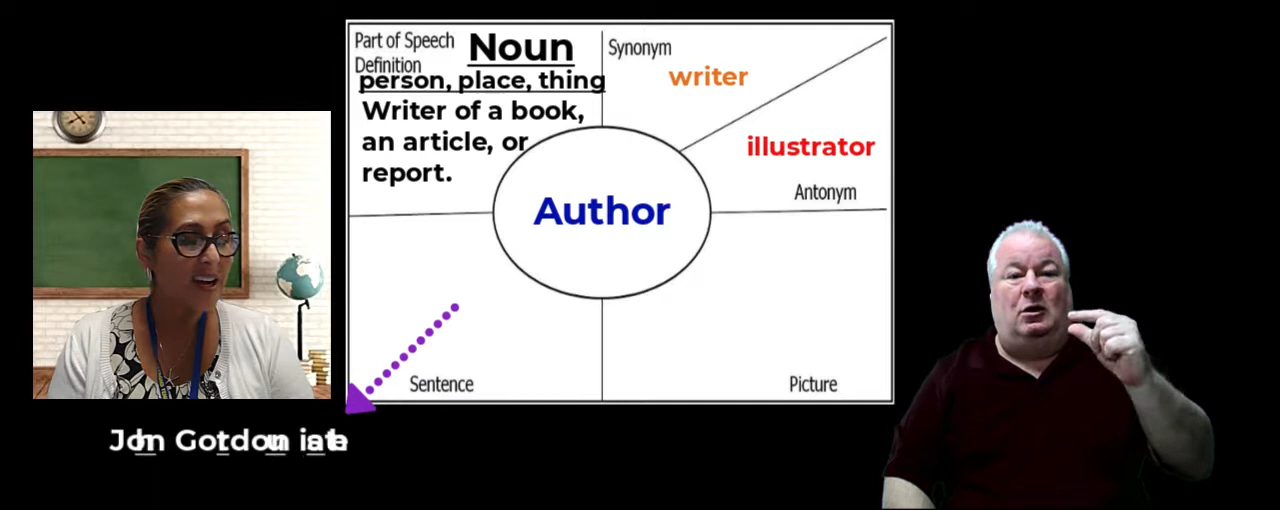 Part of Speech
Noun
Definition
person, place, thing
Writer of a book,
an article, or
report.
Synonym
writer
illustrator
Antonym
Author
Sentence
Picture